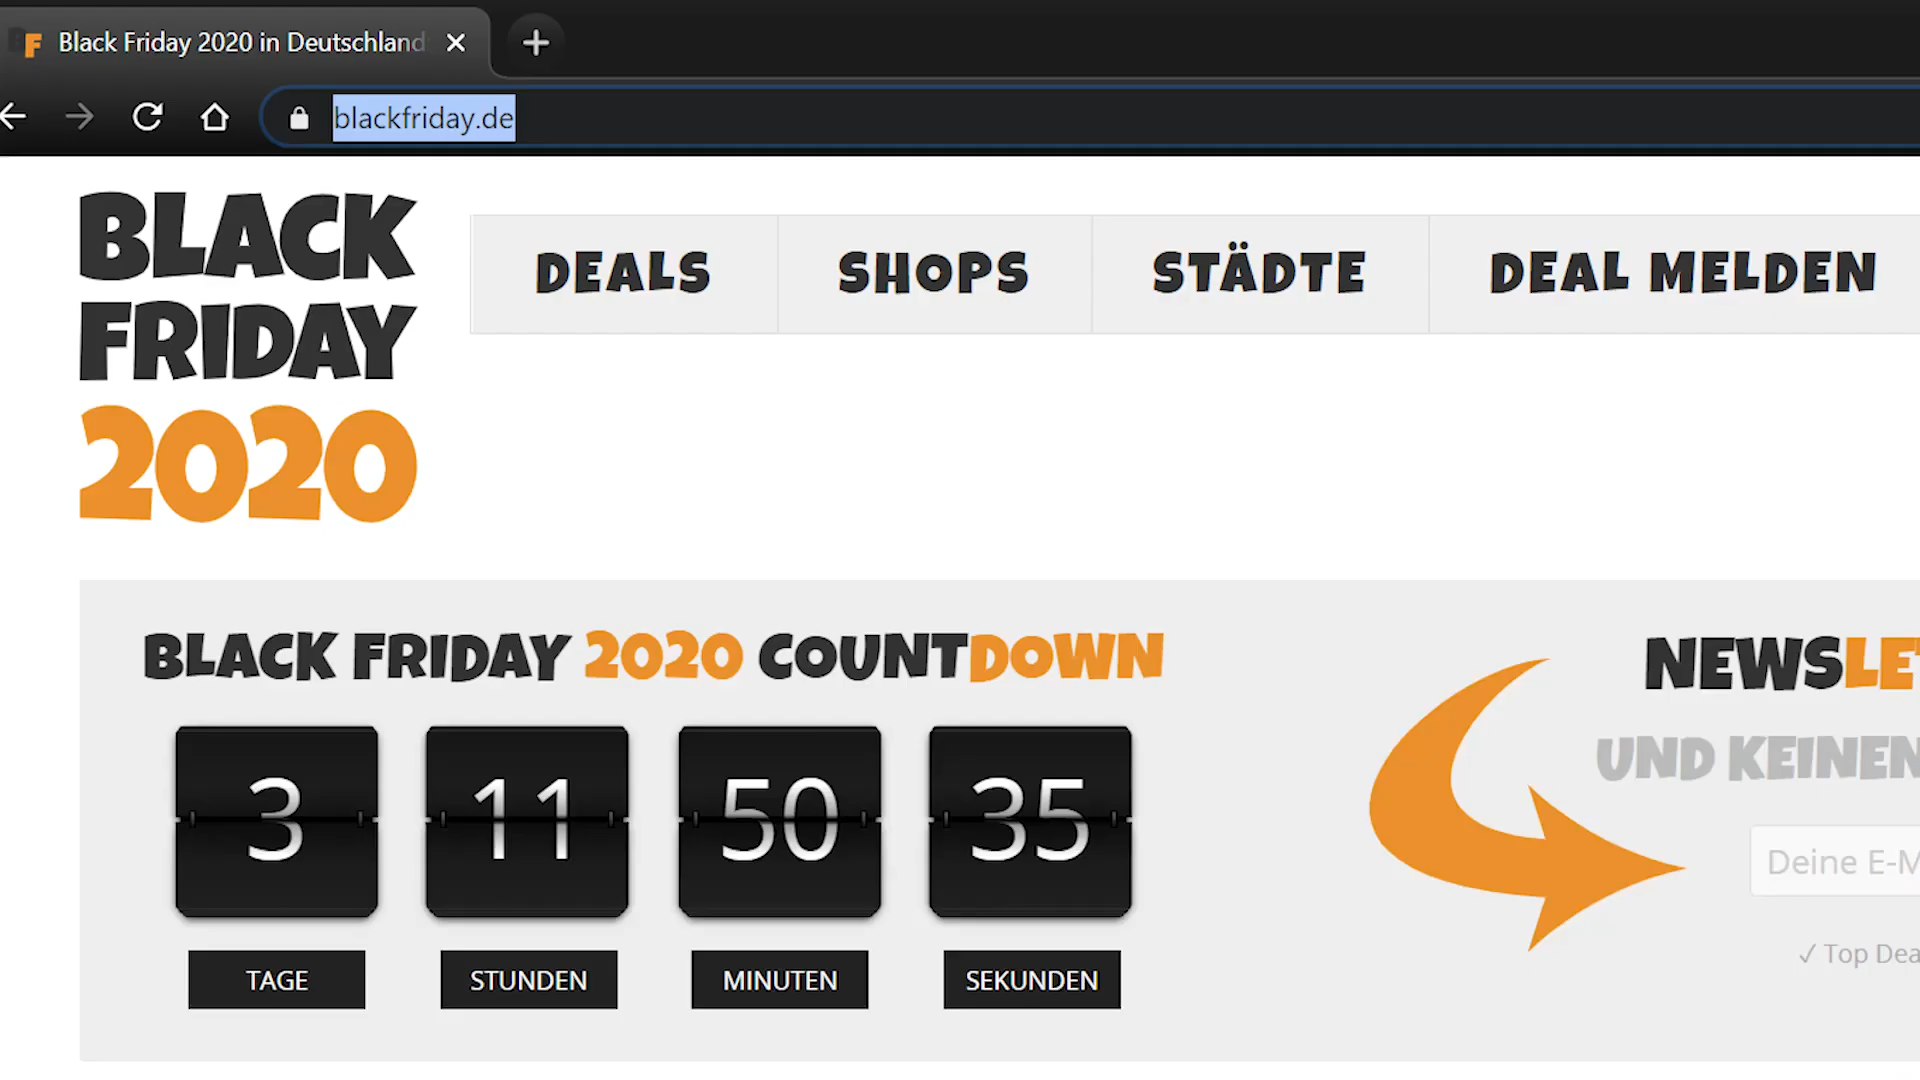 F Black Friday 2020 in Deutschland
blackfriday.de
BLACK
FRIDAY
2020
DEALS SHOPS STÄDTE DEAL MELDEN
BLACK FRIDAY 2020 COUNTDOWN
3 11 50 35
TAGE STUNDEN MINUTEN SEKUNDEN
NEWSLE
UND KEINEN
Deine E-M
✓ Top Dea